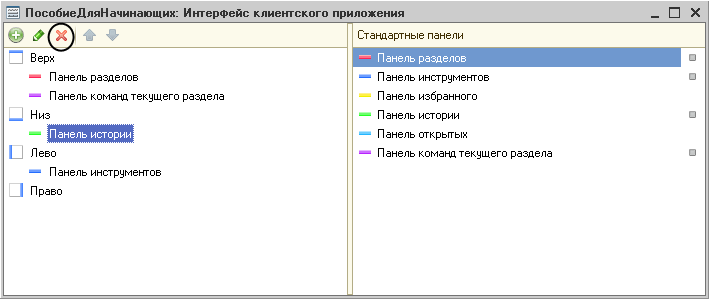 ПособиеДляНачинающих: Интерфейс клиентского приложения
Верх
Панель разделов
Панель команд текущего раздела
Низ
Панель истории
Лево
Панель инструментов
Право
Стандартные панели
Панель разделов
Панель инструментов
Панель избранного
Панель истории
Панель открытых
Панель команд текущего раздела